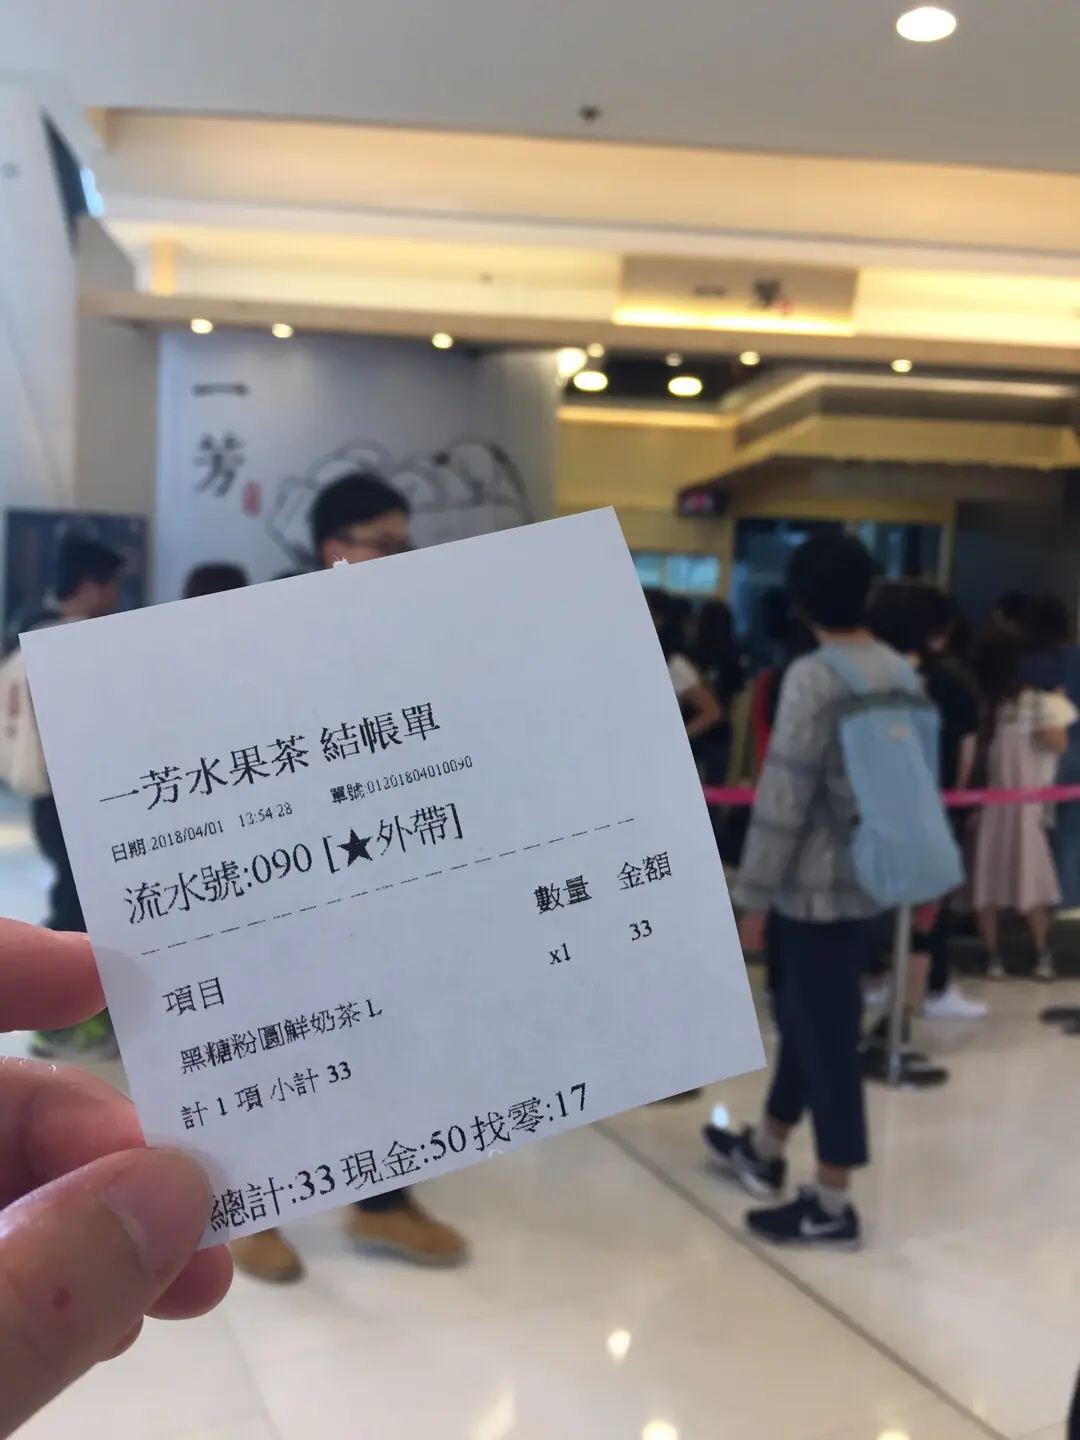 一芳
一
芳
一芳水果茶 結帳單
日期:2018/04/01 13:54:28 單號:01201804010090
流水號:090 [★外帶]
項目 數量 金額
黑糖粉圓鮮奶茶 L x1 33
計 1 項 小計 33
總計:33 現金:50 找零:17